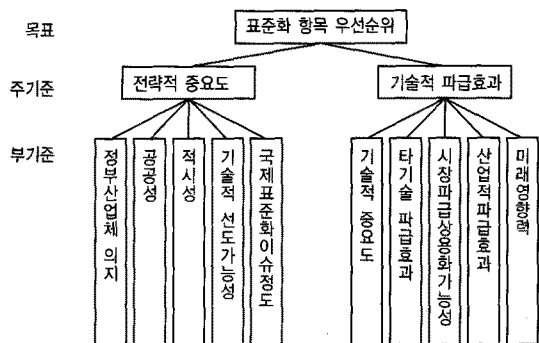 목표
표준화 항목 우선순위
주기준
전략적 중요도
기술적 파급효과
부기준
정부산업체 의지
공공성
적시성
기술적 선도가능성
국제표준화이슈정도
기술적 중요도
타기술 파급효과
시장파급상용화가능성
산업적파급효과
미래영향력